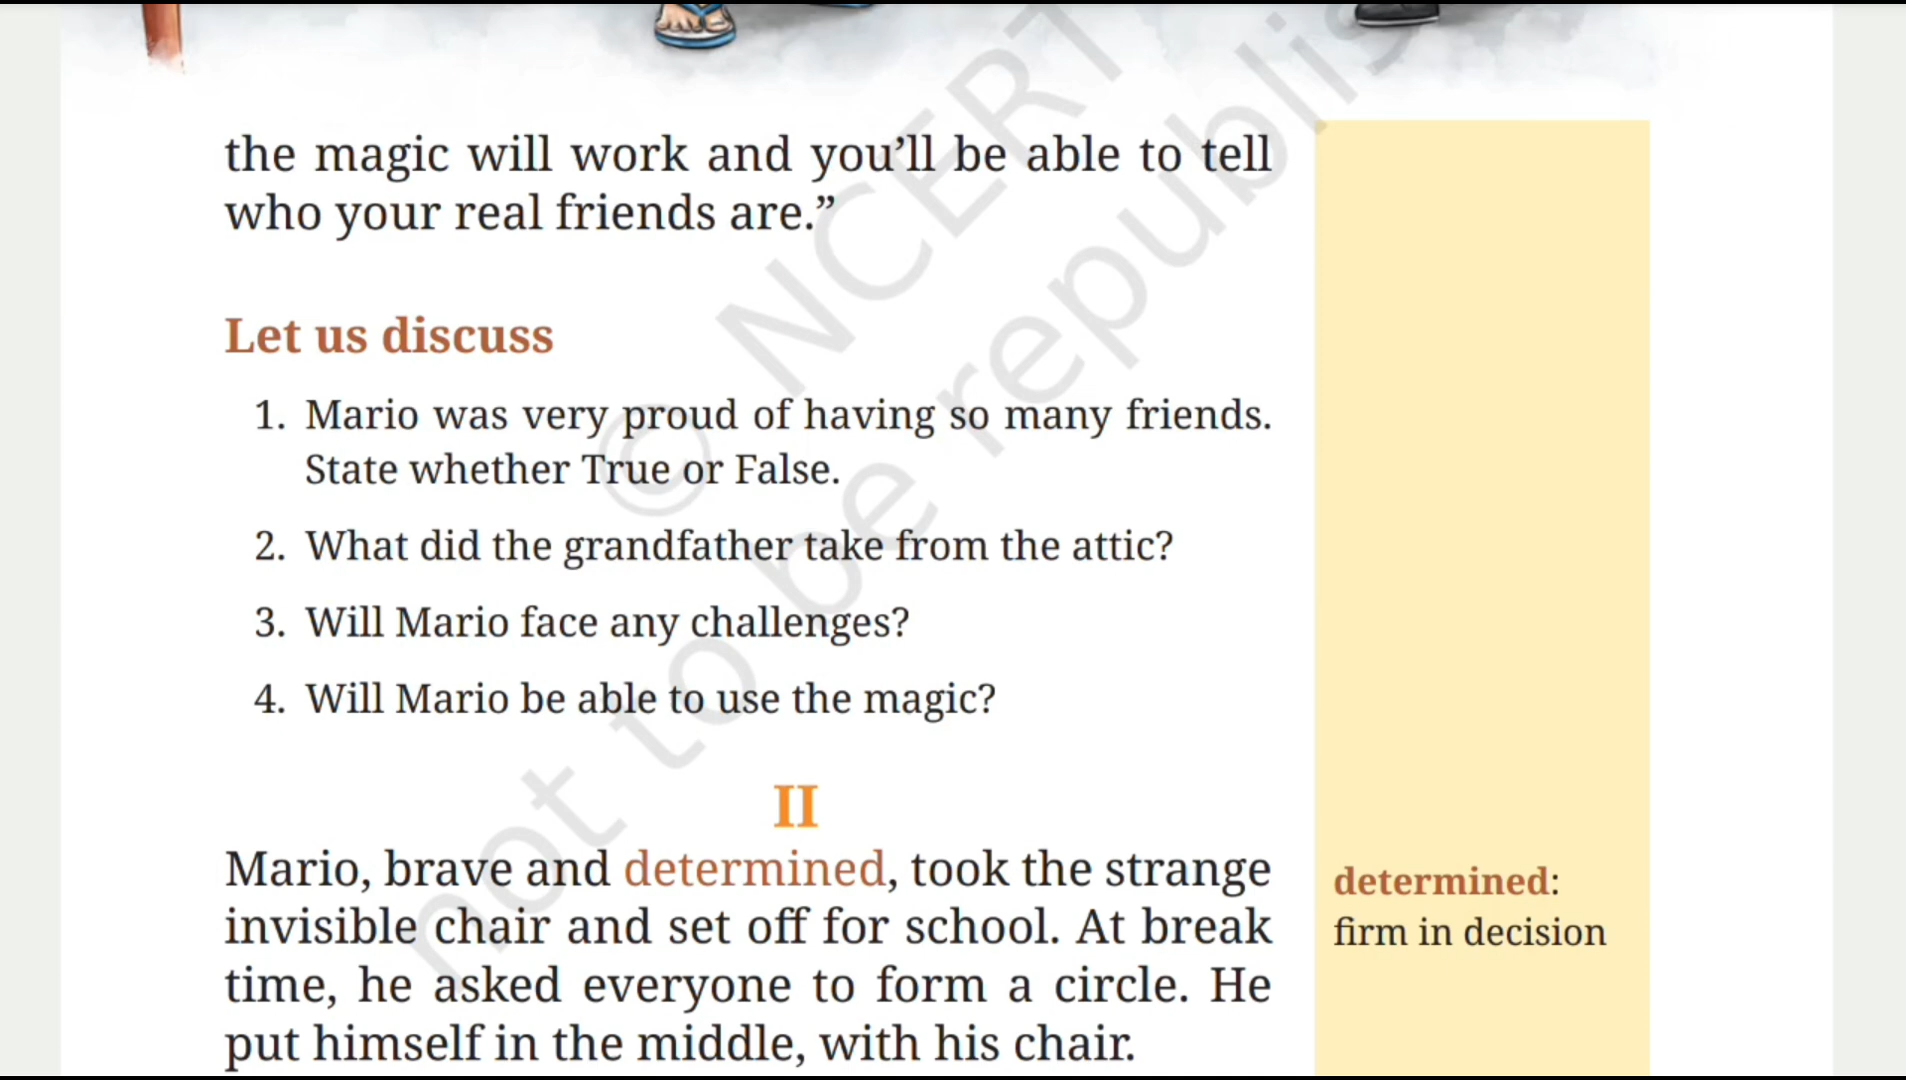 the magic will work and you’ll be able to tell
who your real friends are.”
Let us discuss
1. Mario was very proud of having so many friends.
State whether True or False.
2. What did the grandfather take from the attic?
3. Will Mario face any challenges?
4. Will Mario be able to use the magic?
II
Mario, brave and determined, took the strange
invisible chair and set off for school. At break
time, he asked everyone to form a circle. He
put himself in the middle, with his chair.
determined:
firm in decision
© NCERT
not to be republis